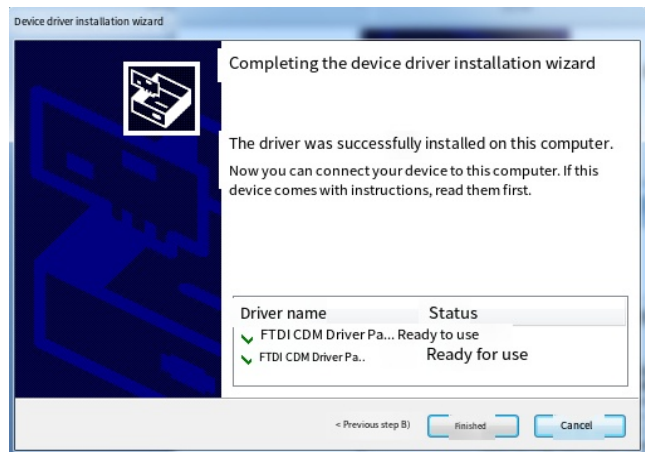 Device driver installation wizard
Completing the device driver installation wizard
The driver was successfully installed on this computer.
Now you can connect your device to this computer. If this
device comes with instructions, read them first.
Driver name Status
FTDI CDM Driver Pa... Ready to use
FTDI CDM Driver Pa.. Ready for use
< Previous step B) Finished Cancel